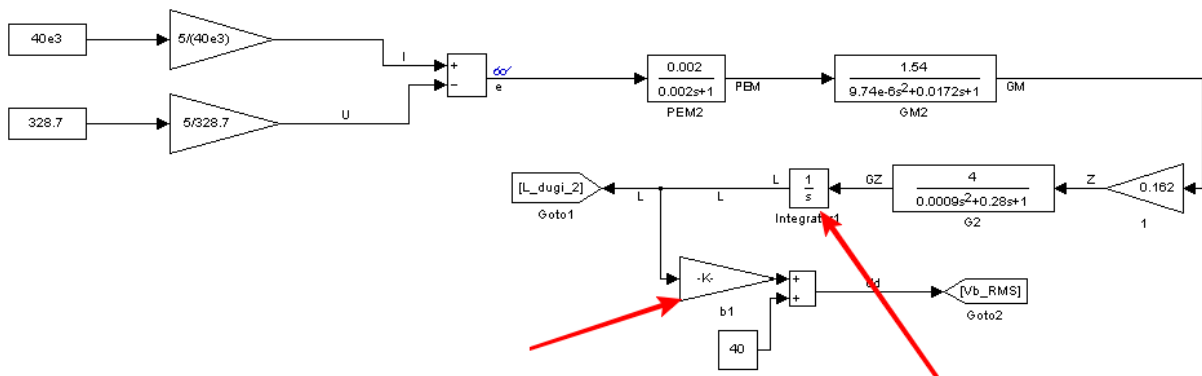 40e3
5/(40e3)
I
+
−
e
328.7
5/328.7
U
0.002
0.002s+1
PEM
PEM2
1.54
9.74e-6s²+0.0172s+1
GM
GM2
[L_dugi_2]
Goto1
L
L
L
1
s
Integrator1
GZ
4
0.0009s²+0.28s+1
G2
Z
0.162
1
-K-
b1
+
+
40
dd
[Vb_RMS]
Goto2